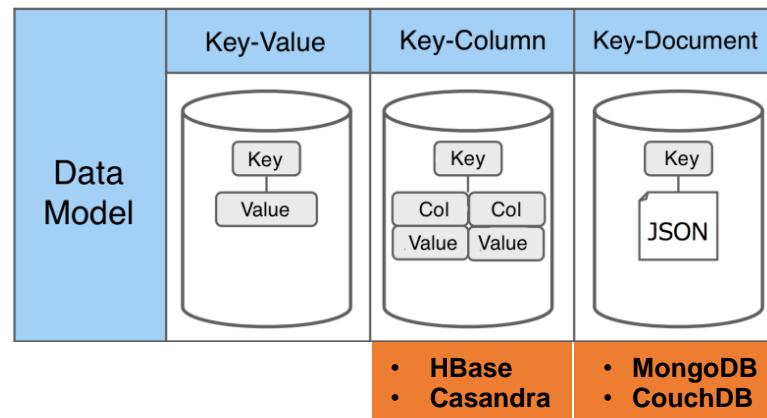 Key-Value Key-Column Key-Document
Data
Model
Key
Value
Key
Col Col
Value Value
Key
JSON
• HBase
• Casandra
• MongoDB
• CouchDB